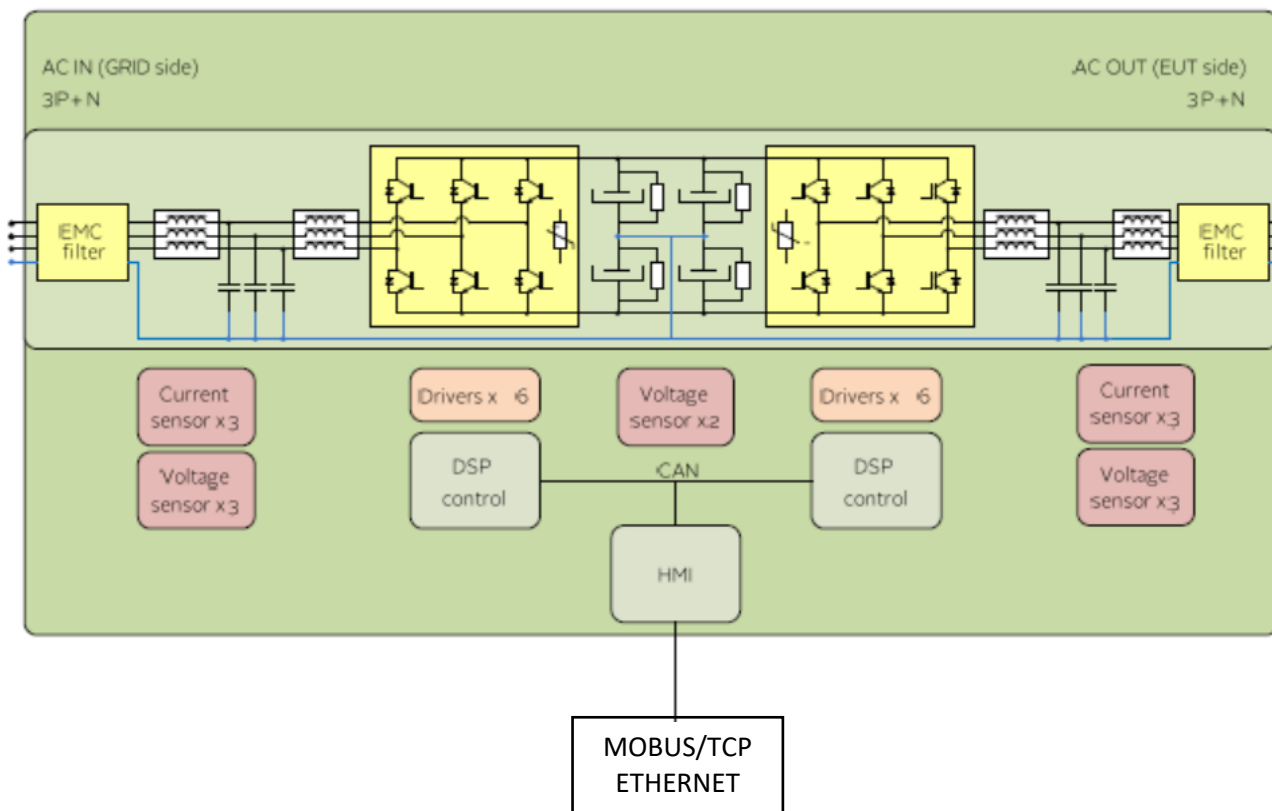 AC IN (GRID side)
3P+N
AC OUT (EUT side)
3P+N
EMC
filter
EMC
filter
Current
sensor x3
Drivers x 6
Voltage
sensor x2
Drivers x 6
Current
sensor x3
Voltage
sensor x3
DSP
control
CAN
DSP
control
Voltage
sensor x3
HMI
MOBUS/TCP
ETHERNET